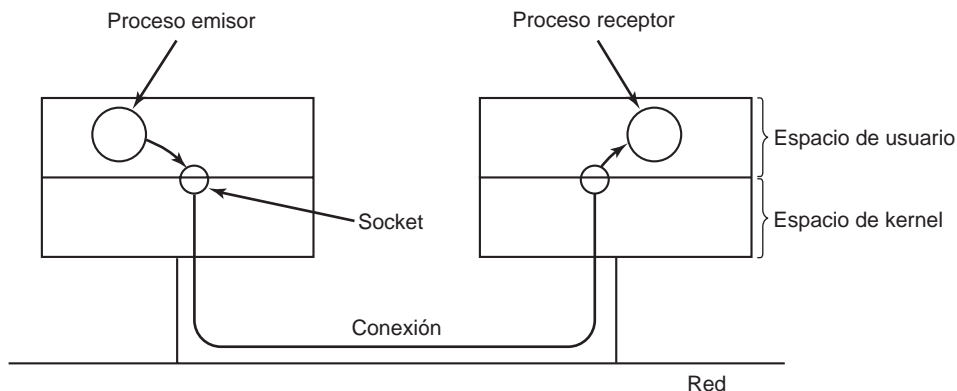 Proceso emisor
Proceso receptor
Espacio de usuario
Socket
Espacio de kernel
Conexión
Red